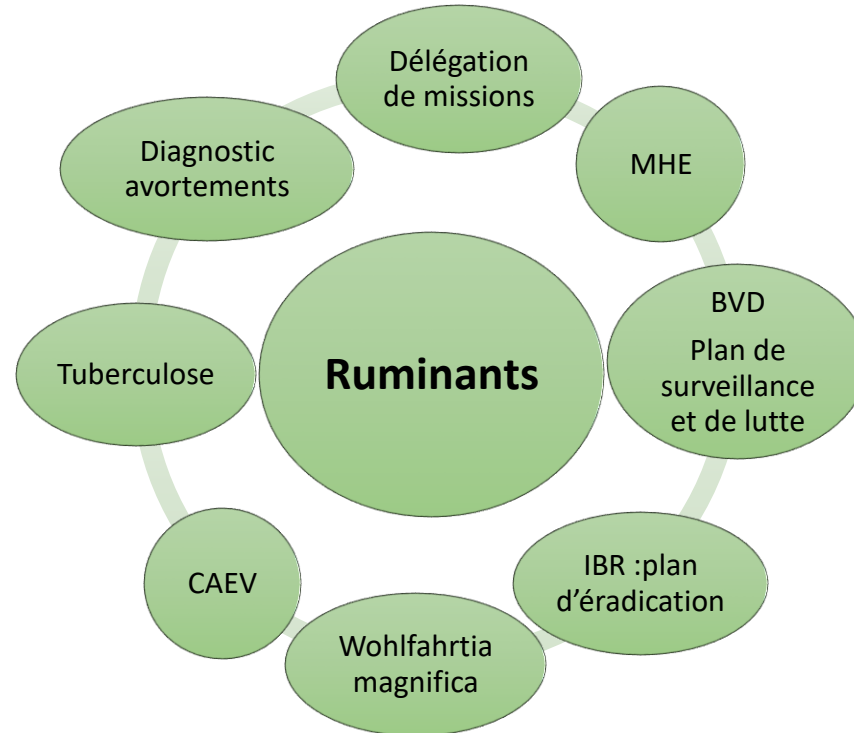 Délégation
de missions
MHE
BVD
Plan de
surveillance
et de lutte
IBR :plan
d’éradication
Wohlfahrtia
magnifica
CAEV
Tuberculose
Diagnostic
avortements
Ruminants